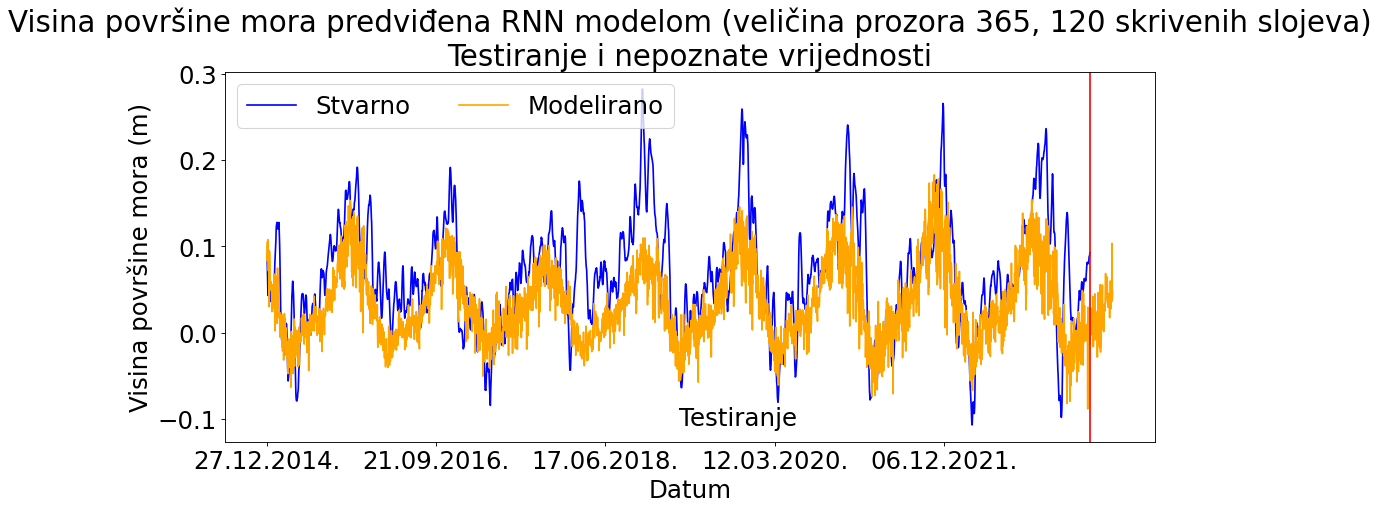 Visina površine mora predviđena RNN modelom (veličina prozora 365, 120 skrivenih slojeva)
Testiranje i nepoznate vrijednosti
Stvarno
Modelirano
Visina površine mora (m)
0.3
0.2
0.1
0.0
−0.1
Testiranje
27.12.2014.
21.09.2016.
17.06.2018.
12.03.2020.
06.12.2021.
Datum